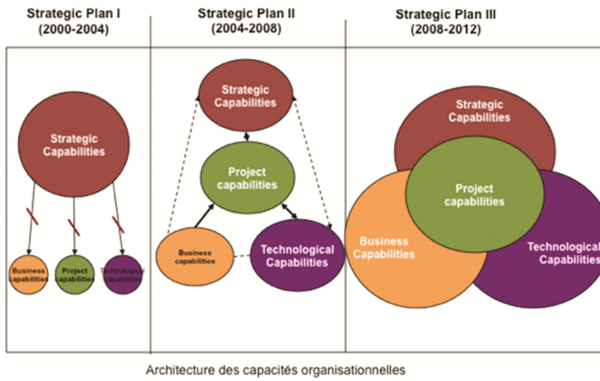 Strategic Plan I
(2000-2004)
Strategic Plan II
(2004-2008)
Strategic Plan III
(2008-2012)
Strategic
Capabilities
Business
capabilities
Project
capabilities
Technological
Capabilities
Strategic
Capabilities
Project
capabilities
Business
capabilities
Technological
Capabilities
Strategic
Capabilities
Project
capabilities
Business
Capabilities
Technological
Capabilities
Architecture des capacités organisationnelles